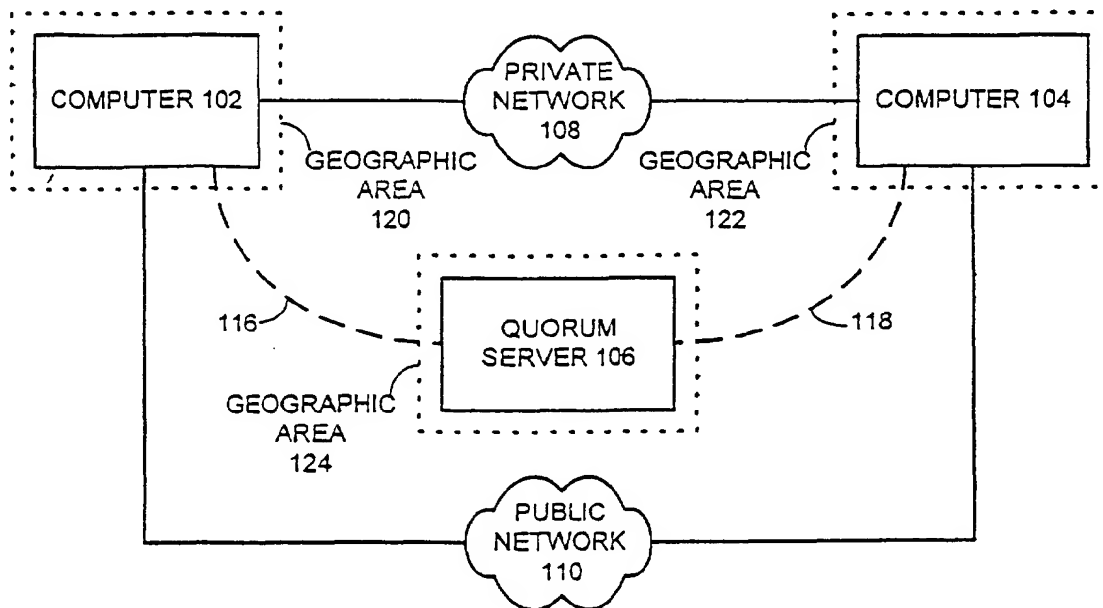 COMPUTER 102
PRIVATE
NETWORK
108
COMPUTER 104
GEOGRAPHIC
AREA
120
GEOGRAPHIC
AREA
122
116
QUORUM
SERVER 106
118
GEOGRAPHIC
AREA
124
PUBLIC
NETWORK
110